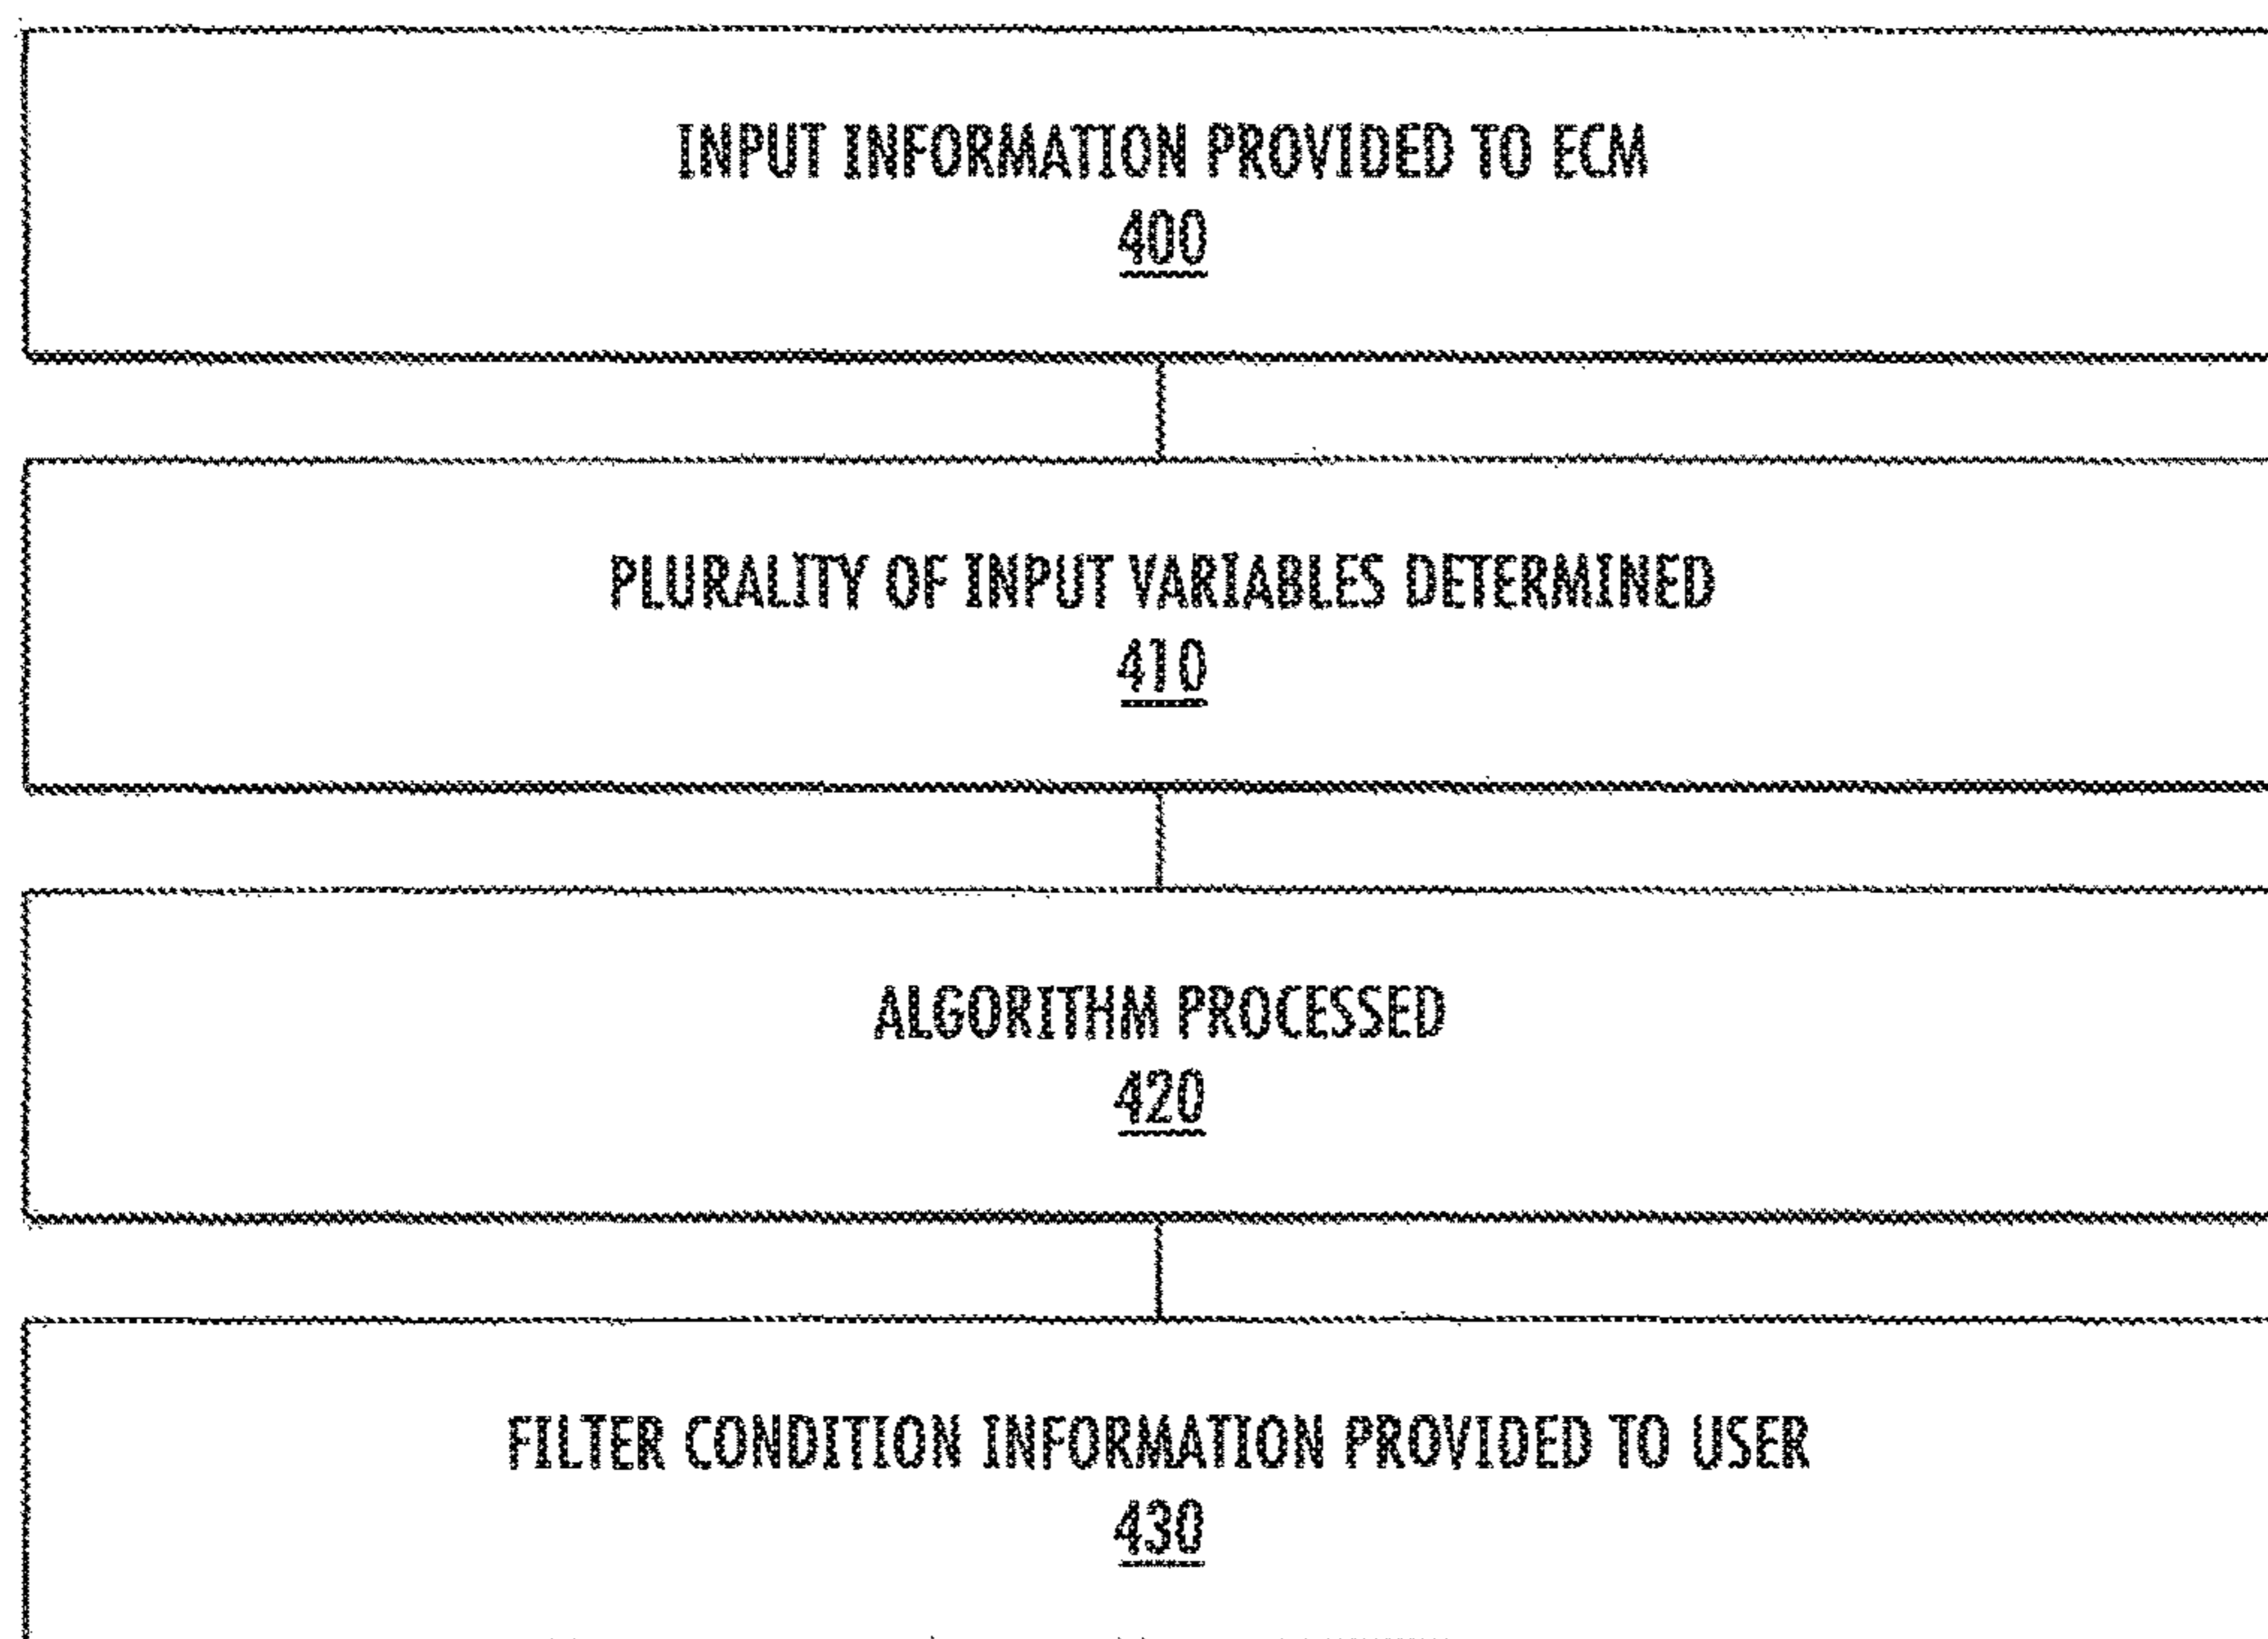 INPUT INFORMATION PROVIDED TO ECM
400
PLURALITY OF INPUT VARIABLES DETERMINED
410
ALGORITHM PROCESSED
420
FILTER CONDITION INFORMATION PROVIDED TO USER
430